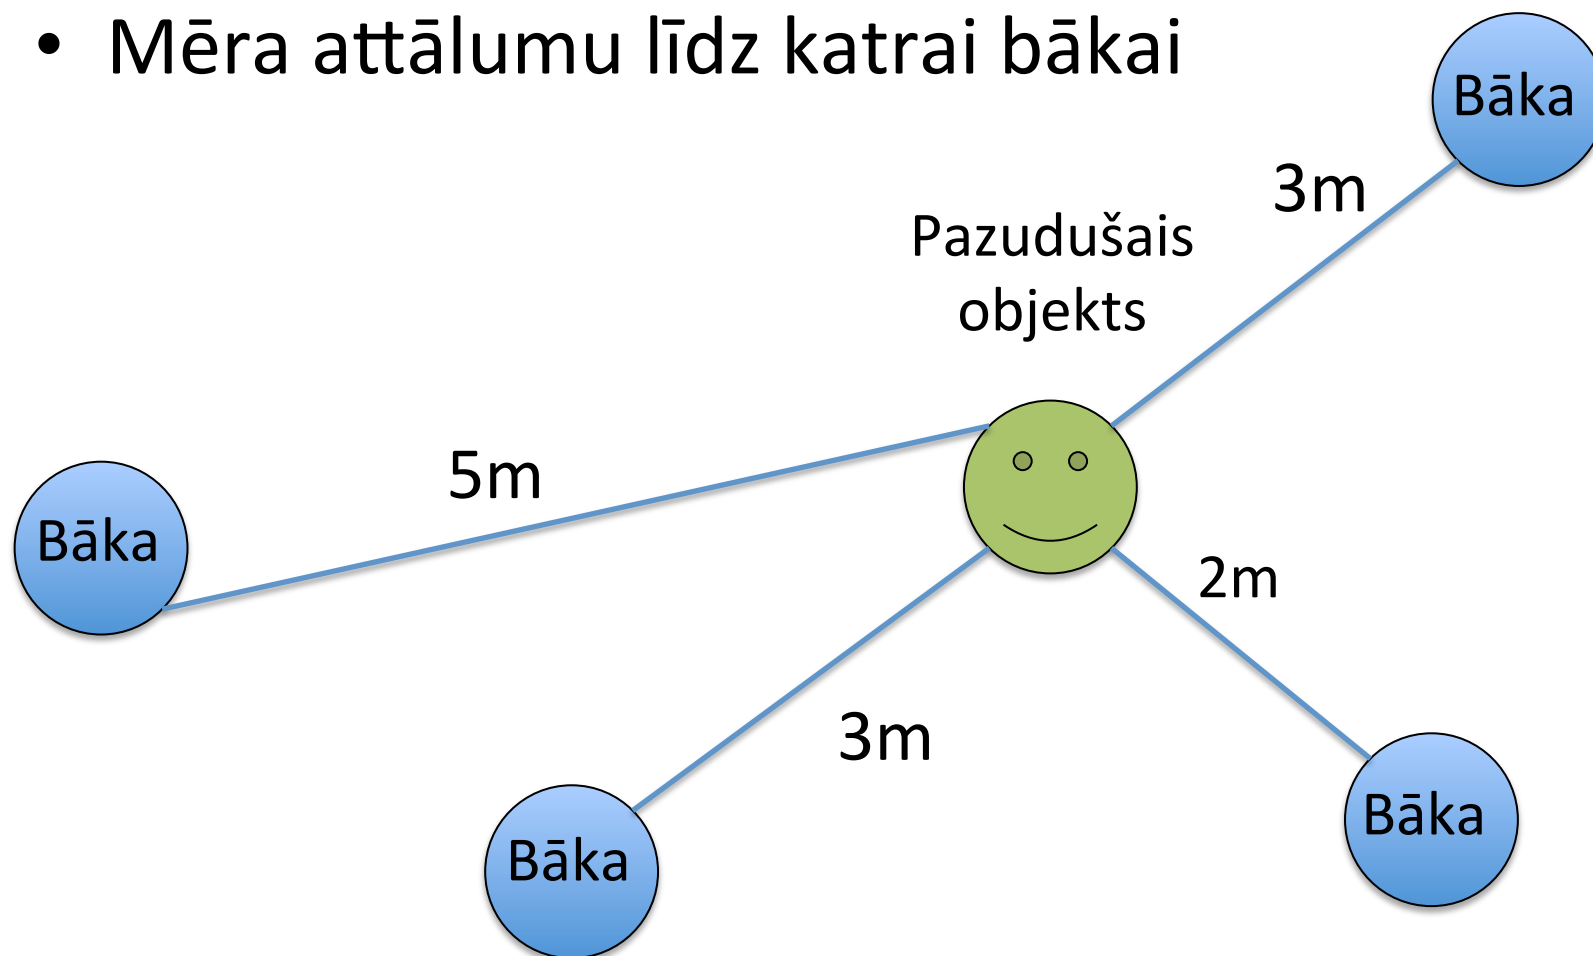 • Mēra attālumu līdz katrai bākai
Bāka
3m
Pazudušais
objekts
5m
Bāka
2m
3m
Bāka
Bāka